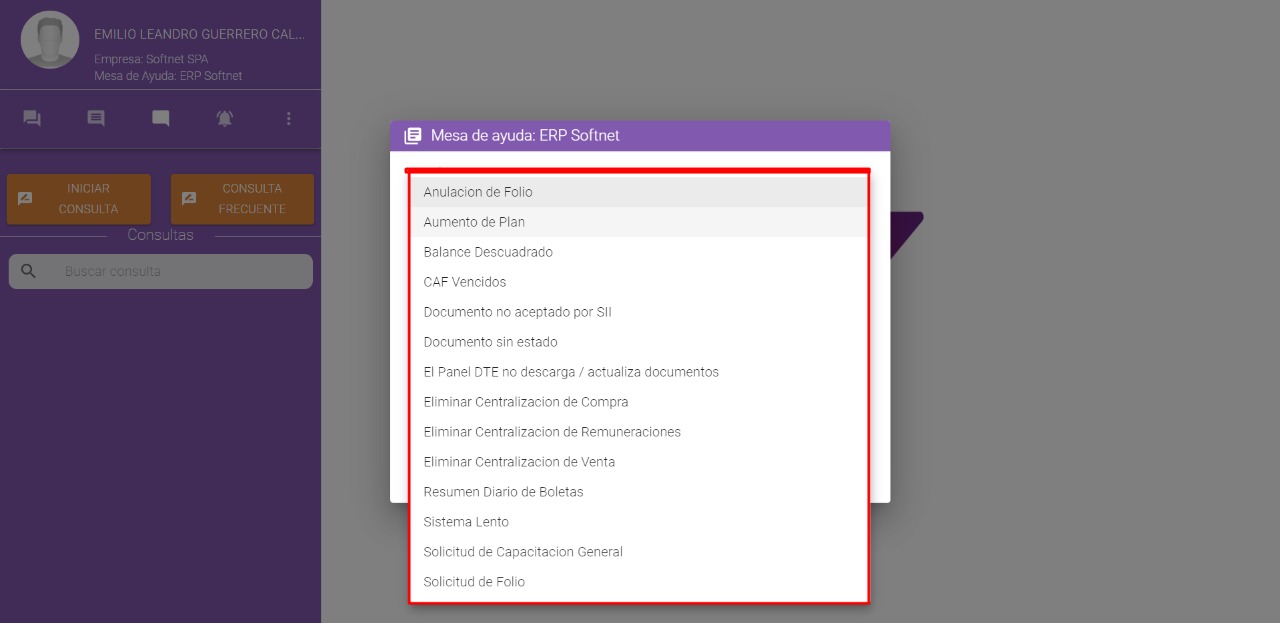 EMILIO LEANDRO GUERRERO CAL...
Empresa: Softnet SPA
Mesa de Ayuda: ERP Softnet
INICIAR
CONSULTA
CONSULTA
FRECUENTE
Consultas
Buscar consulta
Mesa de ayuda: ERP Softnet
Anulacion de Folio
Aumento de Plan
Balance Descuadrado
CAF Vencidos
Documento no aceptado por SII
Documento sin estado
El Panel DTE no descarga / actualiza documentos
Eliminar Centralizacion de Compra
Eliminar Centralizacion de Remuneraciones
Eliminar Centralizacion de Venta
Resumen Diario de Boletas
Sistema Lento
Solicitud de Capacitacion General
Solicitud de Folio